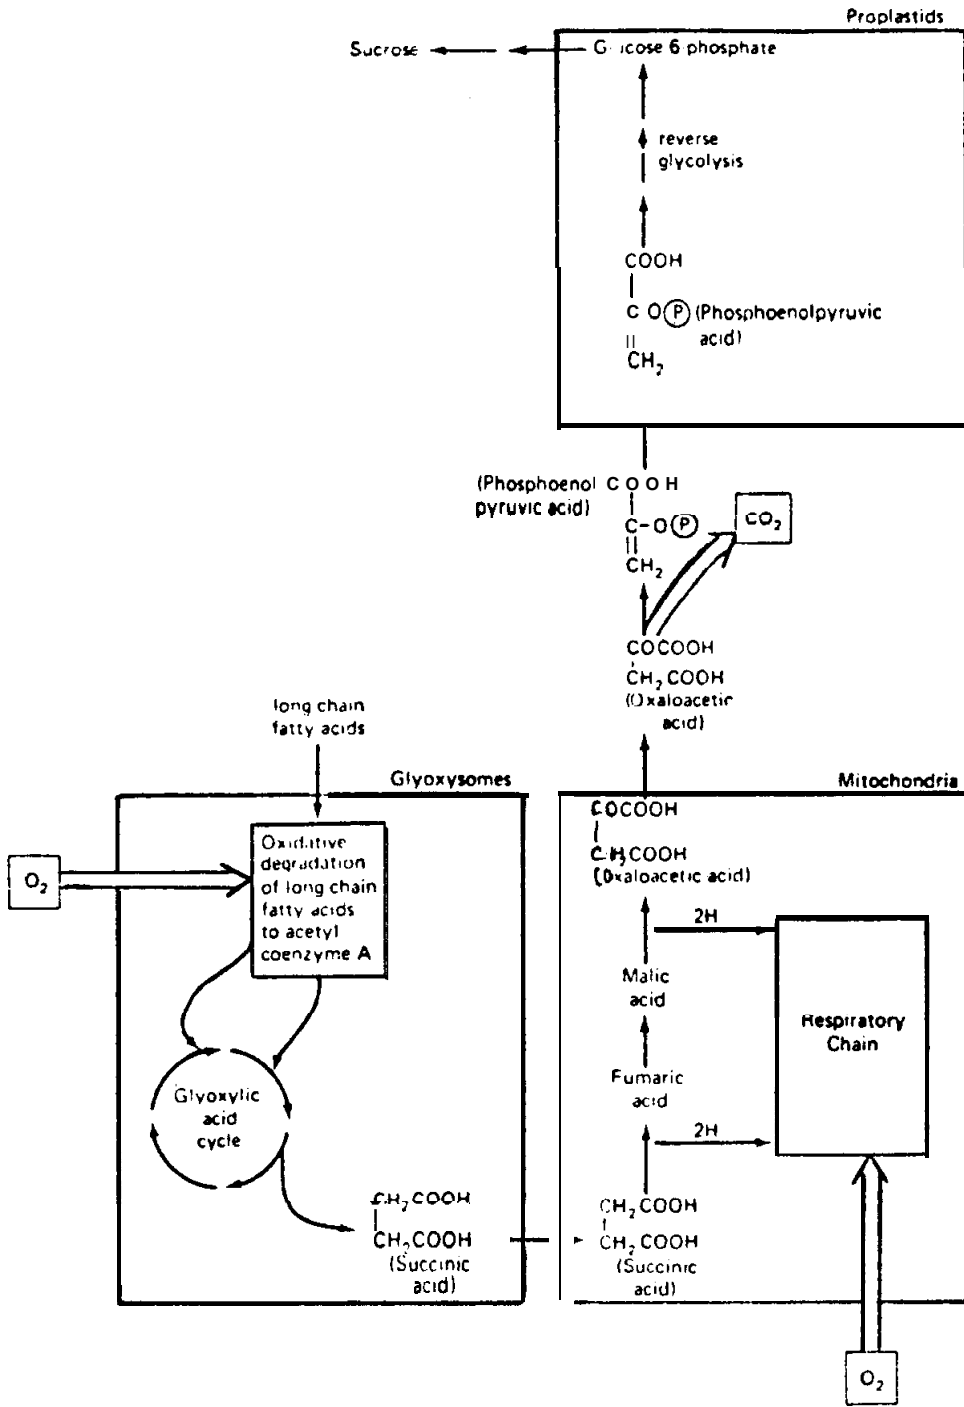 Proplastids
Sucrose
Glucose 6 phosphate
reverse
glycolysis
COOH
C O P (Phosphoenolpyruvic
acid)
CH2
(Phosphoenol COOH
pyruvic acid)
C-O P
CH2
CO2
COCOOH
CH2COOH
(Oxaloacetic
acid)
long chain
fatty acids
Glyoxysomes
O2
Oxidative
degradation
of long chain
fatty acids
to acetyl
coenzyme A
Glyoxylic
acid
cycle
CH2COOH
CH2COOH
(Succinic
acid)
Mitochondria
COCOOH
CH2COOH
(Oxaloacetic acid)
2H
Malic
acid
Fumaric
acid
2H
Respiratory
Chain
CH2COOH
CH2COOH
(Succinic
acid)
O2